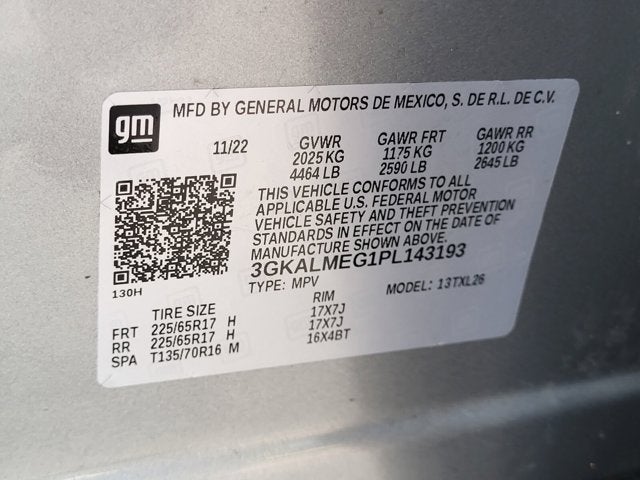 gm
MFD BY GENERAL MOTORS DE MEXICO, S. DE R.L. DE C.V.
11/22 GVWR GAWR FRT GAWR RR
2025 KG 1175 KG 1200 KG
4464 LB 2590 LB 2645 LB
THIS VEHICLE CONFORMS TO ALL
APPLICABLE U.S. FEDERAL MOTOR
VEHICLE SAFETY AND THEFT PREVENTION
STANDARDS IN EFFECT ON THE DATE OF
MANUFACTURE SHOWN ABOVE.
3GKALMEG1PL143193
130H TYPE: MPV MODEL: 13TXL26
TIRE SIZE RIM
FRT 225/65R17 H 17X7J
RR 225/65R17 H 17X7J
SPA T135/70R16 M 16X4BT